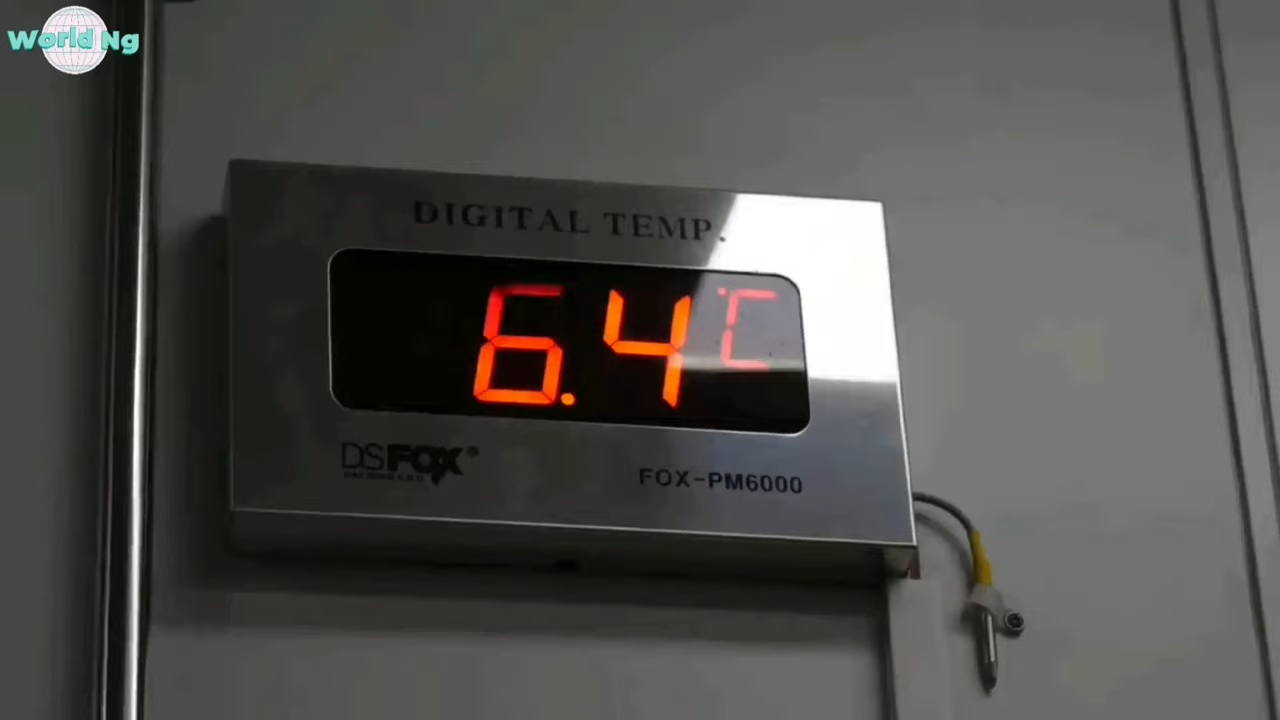 World Ng
DIGITAL TEMP.
6.4℃
DSFOX®
FOX-PM6000